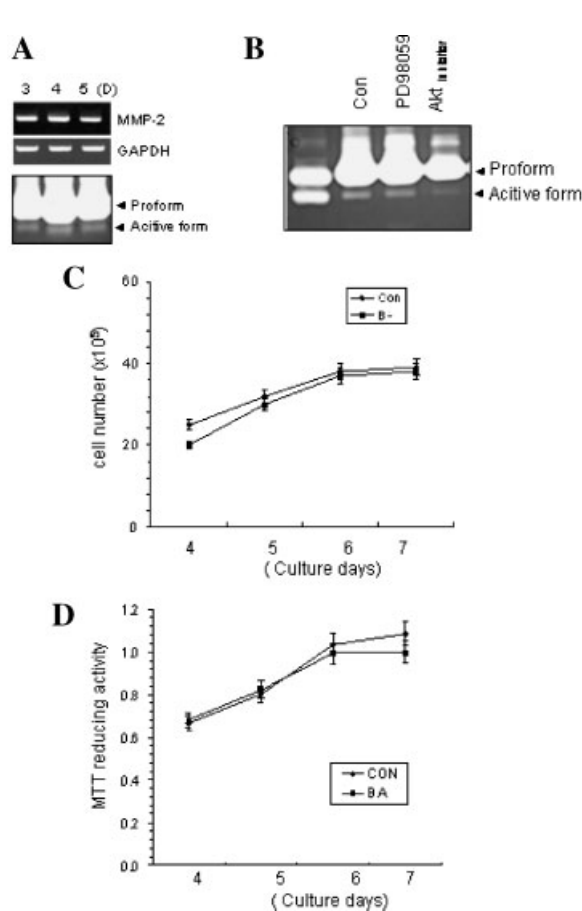 A
3 4 5 (D)
MMP-2
GAPDH
Proform
Acitive form
B
Con
PD98059
Akt inhibitor
Proform
Acitive form
C
60
40
20
0
cell number (x10⁵)
Con
B-
4 5 6 7
( Culture days)
D
1.2
1.0
0.8
0.6
0.4
0.2
0.0
MTT reducing activity
CON
BA
4 5 6 7
( Culture days)